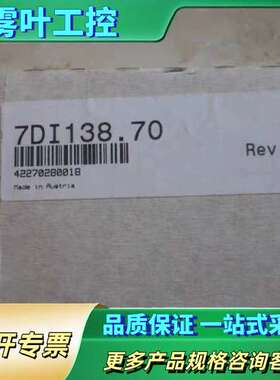 雾叶工控
7DI138.70
Rev
42270280018
Made in Austria
开专票
品质保证 一站式采
更多产品规格咨询客